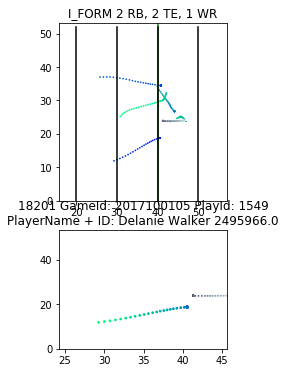 I_FORM 2 RB, 2 TE, 1 WR
50
40
30
20
10
0
20 30 40 50
18201 GameId: 2017100105 PlayId: 1549
PlayerName + ID: Delanie Walker 2495966.0
40
20
0
25 30 35 40 45